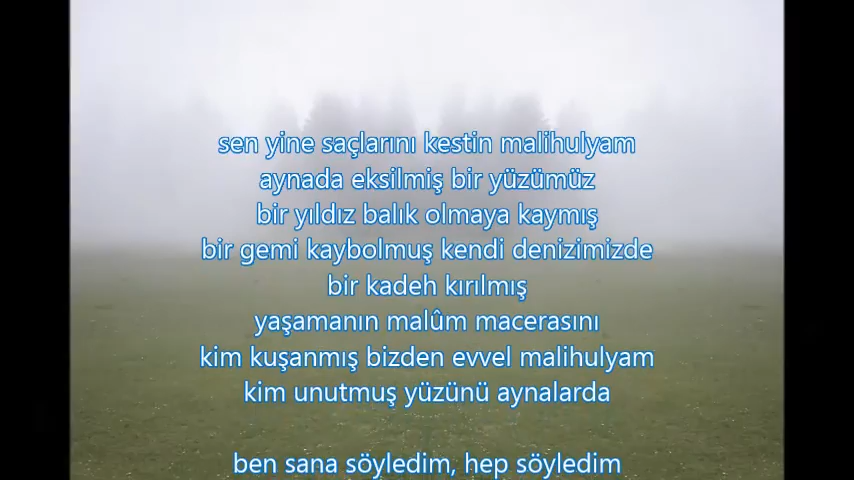 sen yine saçlarını kestin malihulyam
aynada eksilmiş bir yüzümüz
bir yıldız balık olmaya kaymış
bir gemi kaybolmuş kendi denizimizde
bir kadeh kırılmış
yaşamanın malûm macerasını
kim kuşanmış bizden evvel malihulyam
kim unutmuş yüzünü aynalarda
ben sana söyledim, hep söyledim